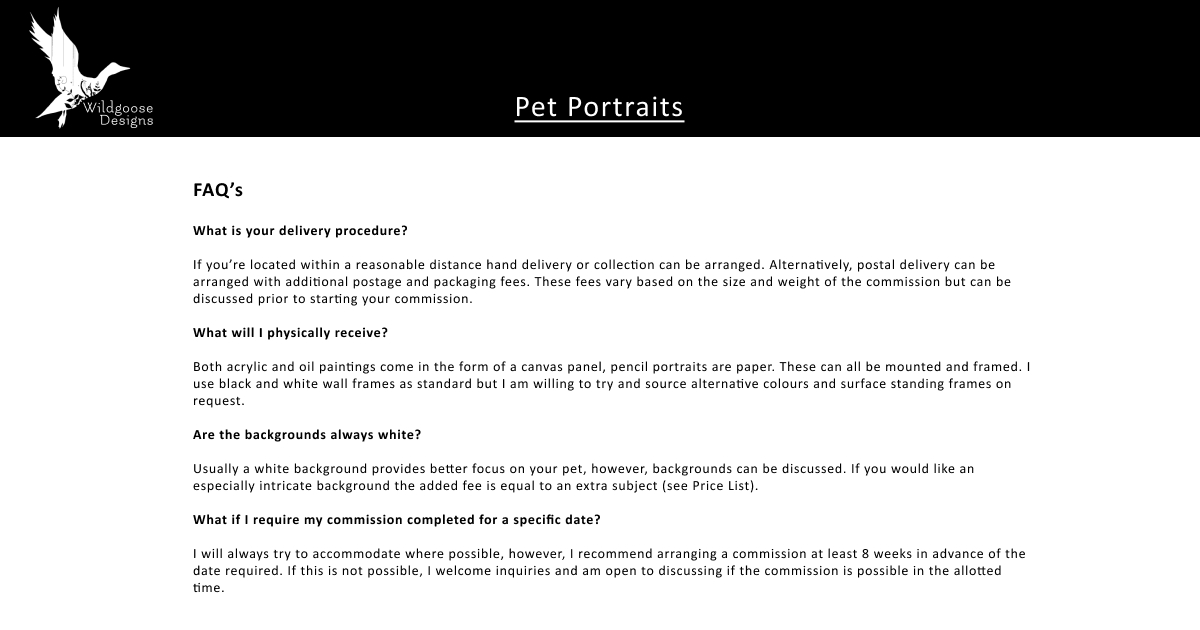 Wildgoose
Designs
Pet Portraits
FAQ’s
What is your delivery procedure?
If you’re located within a reasonable distance hand delivery or collection can be arranged. Alternatively, postal delivery can be
arranged with additional postage and packaging fees. These fees vary based on the size and weight of the commission but can be
discussed prior to starting your commission.
What will I physically receive?
Both acrylic and oil paintings come in the form of a canvas panel, pencil portraits are paper. These can all be mounted and framed. I
use black and white wall frames as standard but I am willing to try and source alternative colours and surface standing frames on
request.
Are the backgrounds always white?
Usually a white background provides better focus on your pet, however, backgrounds can be discussed. If you would like an
especially intricate background the added fee is equal to an extra subject (see Price List).
What if I require my commission completed for a specific date?
I will always try to accommodate where possible, however, I recommend arranging a commission at least 8 weeks in advance of the
date required. If this is not possible, I welcome inquiries and am open to discussing if the commission is possible in the allotted
time.